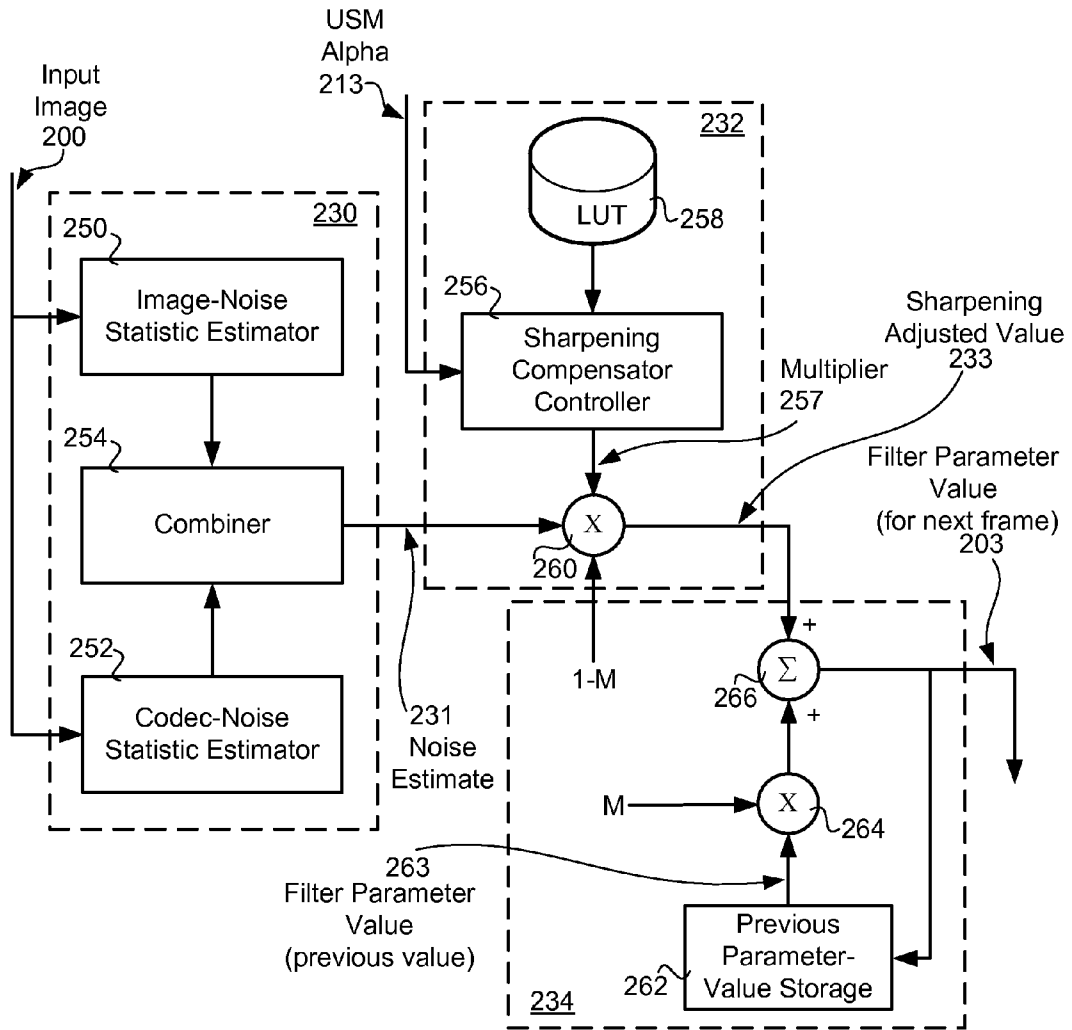 USM
Alpha
213
Input
Image
200
232
230
LUT
258
250
Image-Noise
Statistic Estimator
256
Sharpening
Compensator
Controller
Sharpening
Adjusted Value
233
Multiplier
257
254
Combiner
Filter Parameter
Value
(for next frame)
203
X
260
252
Codec-Noise
Statistic Estimator
231
Noise
Estimate
1-M
+
Σ
266
+
M
X
264
263
Filter Parameter
Value
(previous value)
Previous
Parameter-
Value Storage
262
234